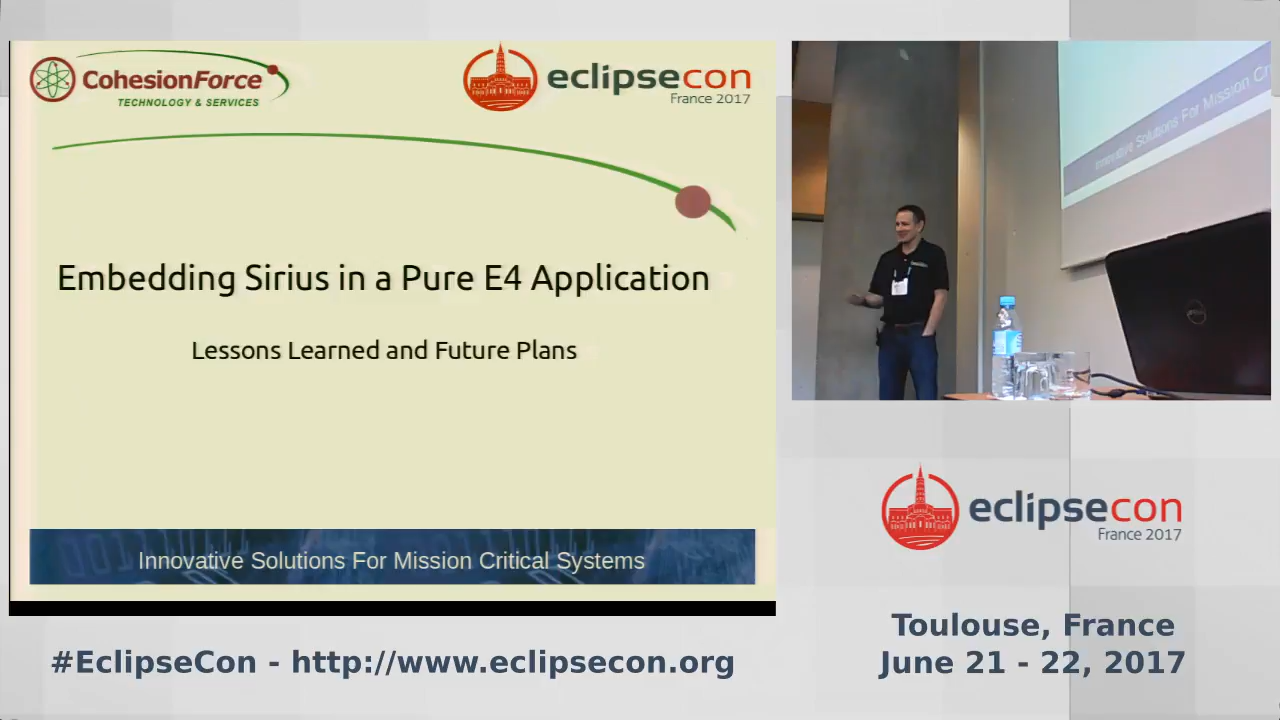 CohesionForce
TECHNOLOGY & SERVICES
eclipsecon
France 2017
Embedding Sirius in a Pure E4 Application
Lessons Learned and Future Plans
Innovative Solutions For Mission Critical Systems
Innovative Solutions For Mission Cr
DELL
eclipsecon
France 2017
#EclipseCon - http://www.eclipsecon.org
Toulouse, France
June 21 - 22, 2017